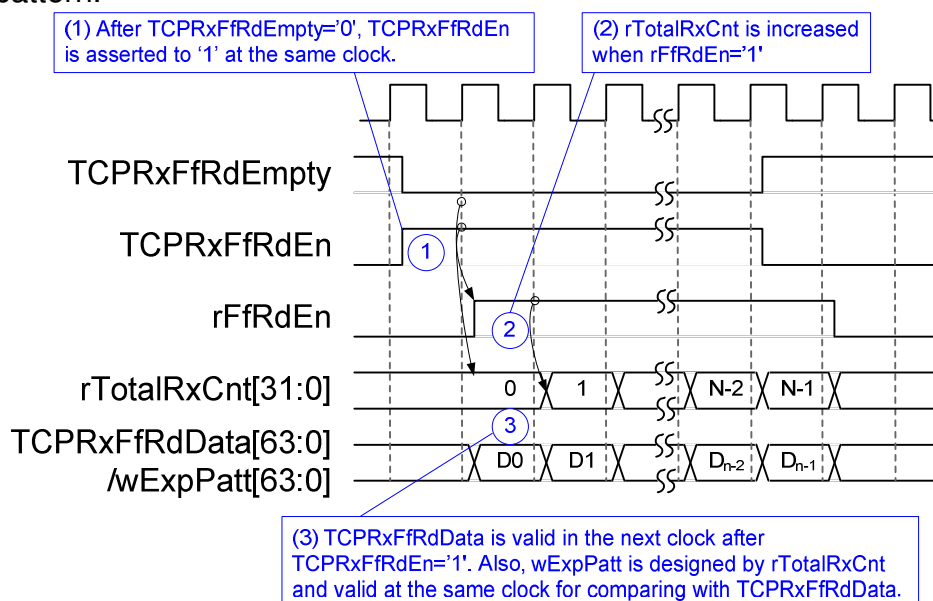 pattern.
(1) After TCPRxFfRdEmpty='0', TCPRxFfRdEn
is asserted to ‘1’ at the same clock.
(2) rTotalRxCnt is increased
when rFfRdEn='1'
TCPRxFfRdEmpty
TCPRxFfRdEn
1
rFfRdEn
2
rTotalRxCnt[31:0]
0 1 N-2 N-1
3
TCPRxFfRdData[63:0]
/wExpPatt[63:0]
D0 D1 Dn-2 Dn-1
(3) TCPRxFfRdData is valid in the next clock after
TCPRxFfRdEn=’1'. Also, wExpPatt is designed by rTotalRxCnt
and valid at the same clock for comparing with TCPRxFfRdData.